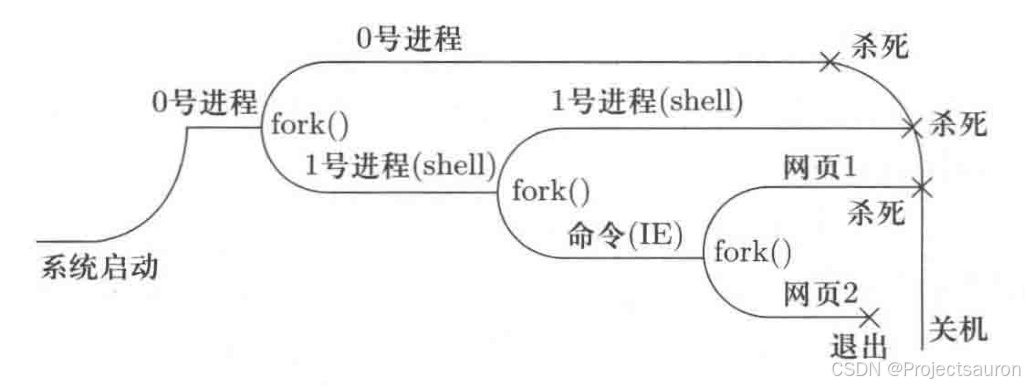 0号进程
杀死
0号进程
fork()
1号进程(shell)
杀死
1号进程(shell)
fork()
网页1
杀死
命令(IE)
fork()
网页2
系统启动
退出
关机
CSDN @Projectsauron